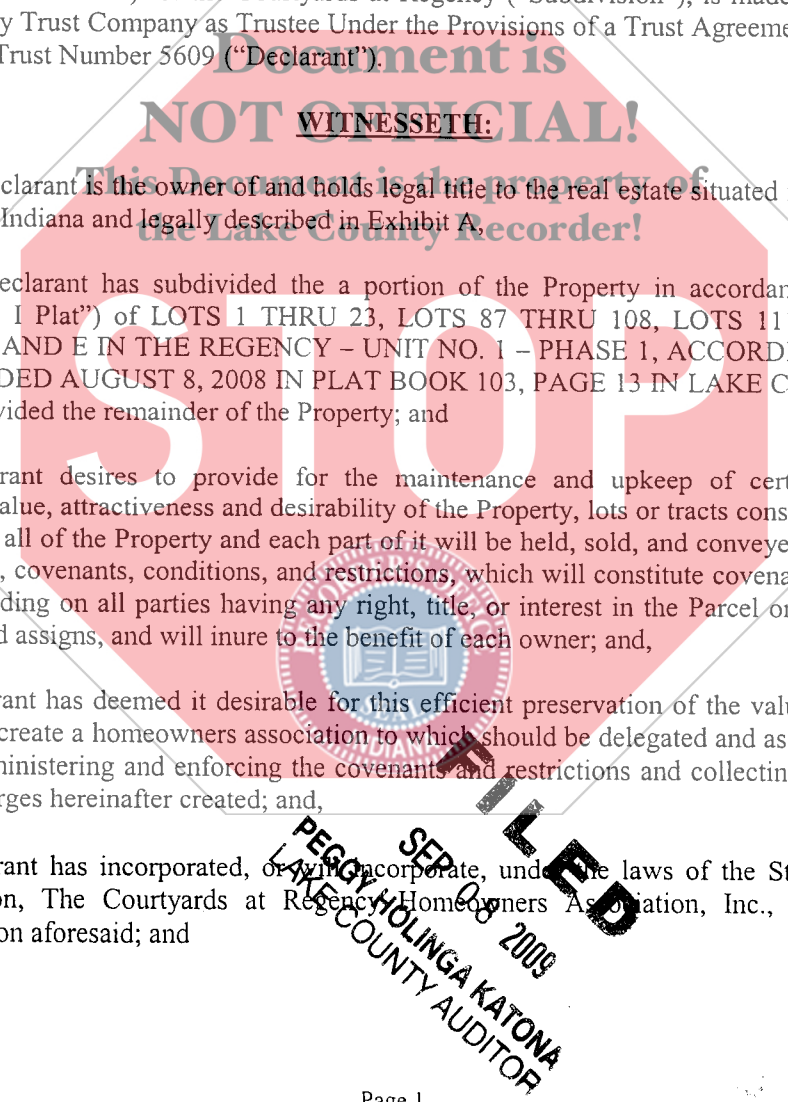 y Trust Company as Trustee Under the Provisions of a Trust Agreeme
Trust Number 5609 ("Declarant").
Document is
NOT OFFICIAL!
This Document is the property of
the Lake County Recorder!
WITNESSETH:
clarant is the owner of and holds legal title to the real estate situated
Indiana and legally described in Exhibit A,
eclarant has subdivided the a portion of the Property in accordan
I Plat") of LOTS 1 THRU 23, LOTS 87 THRU 108, LOTS 11
AND E IN THE REGENCY – UNIT NO. 1 – PHASE 1, ACCORD
DED AUGUST 8, 2008 IN PLAT BOOK 103, PAGE 13 IN LAKE C
vided the remainder of the Property; and
STOP
rant desires to provide for the maintenance and upkeep of cert
alue, attractiveness and desirability of the Property, lots or tracts cons
all of the Property and each part of it will be held, sold, and conveye
, covenants, conditions, and restrictions, which will constitute covena
ding on all parties having any right, title, or interest in the Parcel or
d assigns, and will inure to the benefit of each owner; and,
SEAL
INDIANA
rant has deemed it desirable for this efficient preservation of the valu
create a homeowners association to which should be delegated and as
ministering and enforcing the covenants and restrictions and collectin
rges hereinafter created; and,
FILED
SEP 08 2009
PEGGY HOLINGA KATONA
LAKE COUNTY AUDITOR
rant has incorporated, or will incorporate, under the laws of the St
on, The Courtyards at Regency Homeowners Association, Inc.,
on aforesaid; and
Page 1